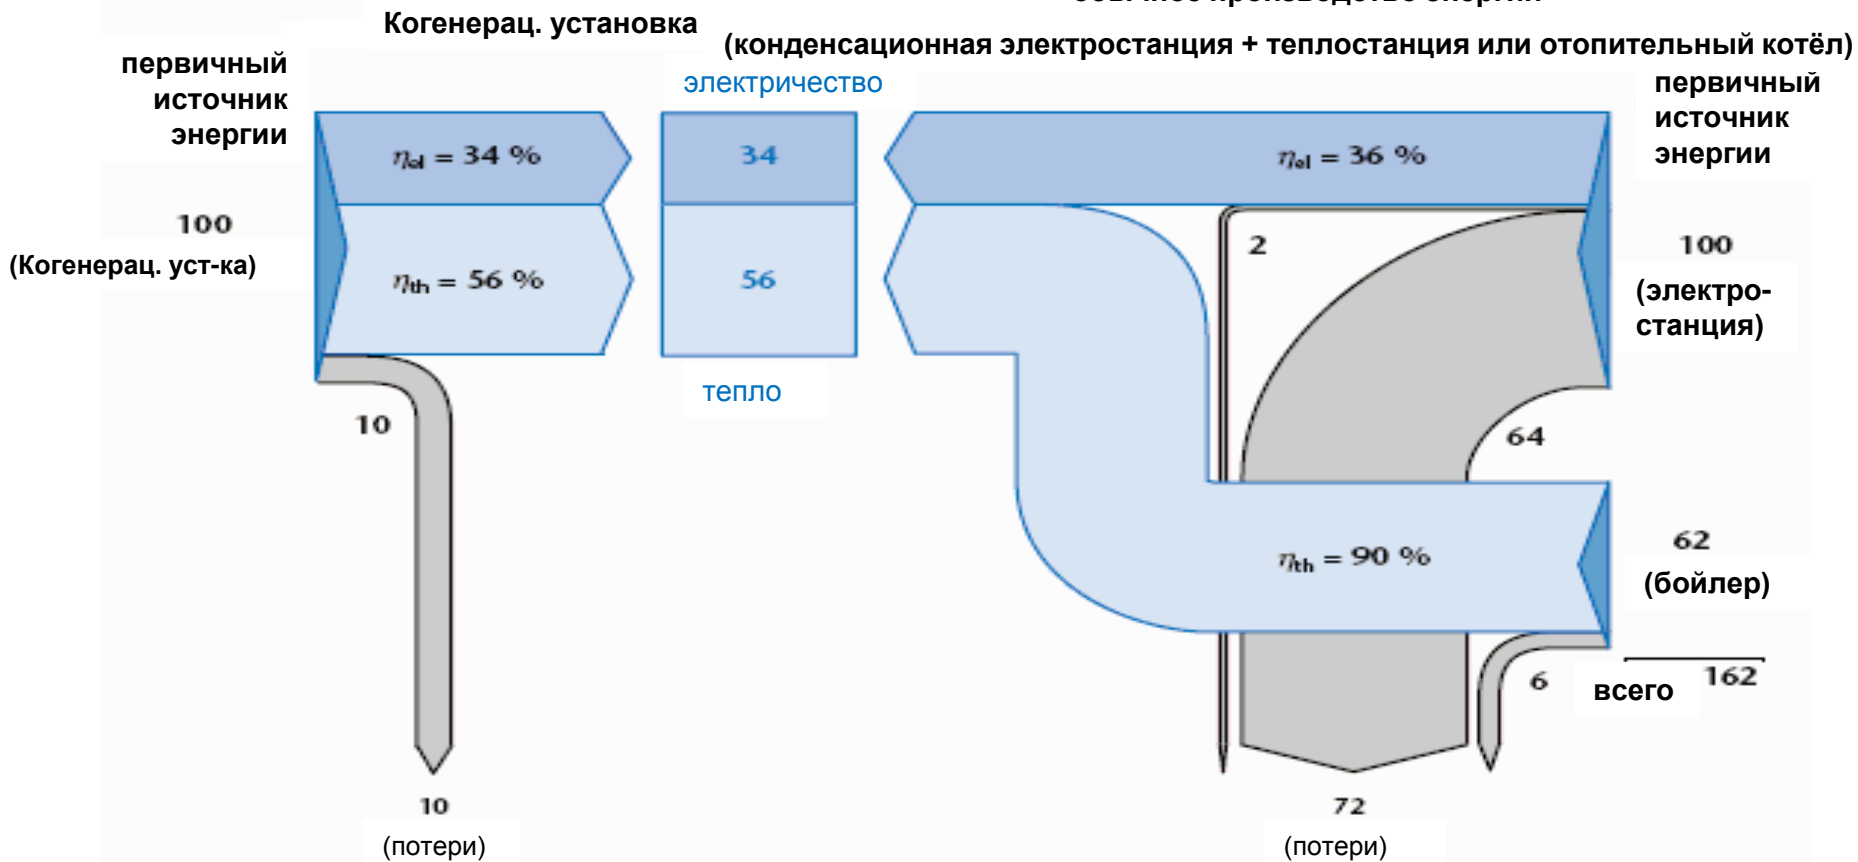 Когенерац. установка
(конденсационная электростанция + теплостанция или отопительный котёл)
первичный
источник
энергии
электричество
первичный
источник
энергии
ηel = 34 %
34
ηel = 36 %
100
(Когенерац. уст-ка)
ηth = 56 %
56
2
100
(электро-
станция)
тепло
10
64
ηth = 90 %
62
(бойлер)
6
всего
162
10
(потери)
72
(потери)